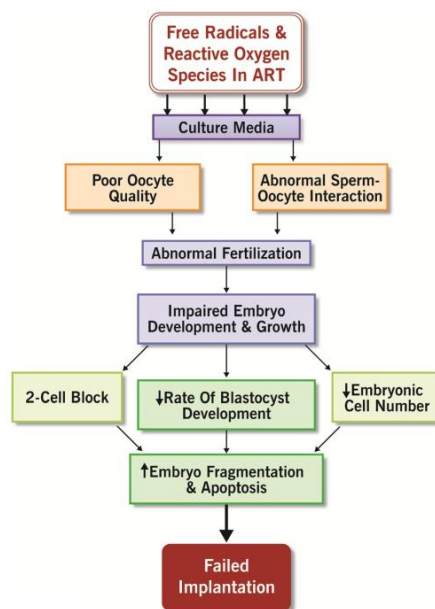 Free Radicals &
Reactive Oxygen
Species In ART
Culture Media
Poor Oocyte
Quality
Abnormal Sperm-
Oocyte Interaction
Abnormal Fertilization
Impaired Embryo
Development & Growth
2-Cell Block
↓Rate Of Blastocyst
Development
↓Embryonic
Cell Number
↑Embryo Fragmentation
& Apoptosis
Failed
Implantation